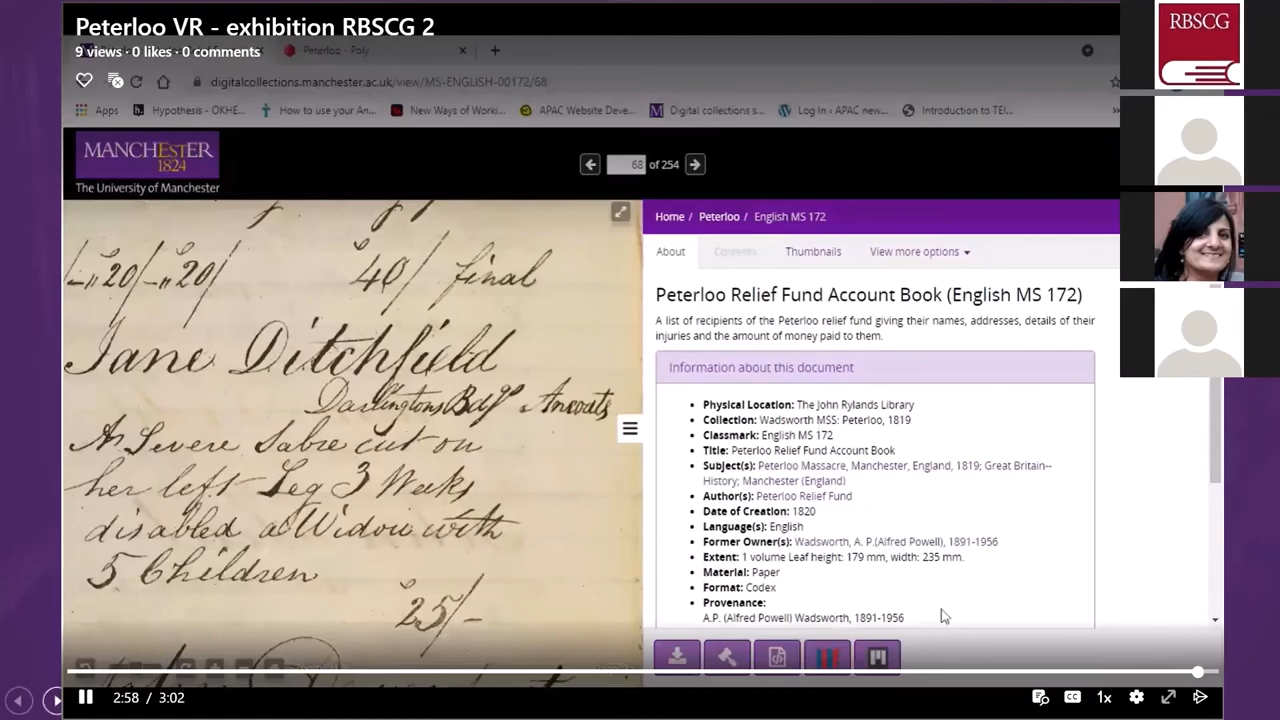 Peterloo VR - exhibition RBSCG 2
9 views · 0 likes · 0 comments
Peterloo - Poly
digitalcollections.manchester.ac.uk/view/MS-ENGLISH-00172/68
Apps
Hypothesis - OKHE...
How to use your An...
New Ways of Worki...
APAC Website Deve...
Digital collections s...
Log In ‹ APAC new...
Introduction to TEI...
»
MANCHESTER
1824
The University of Manchester
68 of 254
20/ 20/ 40/ final
Jane Ditchfield
Darlingtons Bdgs Ancoats
A Severe Sabre cut on
her left Leg 3 Weeks
disabled a Widow with
5 Children
25/-
Home / Peterloo / English MS 172
About Contents Thumbnails View more options
Peterloo Relief Fund Account Book (English MS 172)
A list of recipients of the Peterloo relief fund giving their names, addresses, details of their
injuries and the amount of money paid to them.
Information about this document
Physical Location: The John Rylands Library
Collection: Wadsworth MSS: Peterloo, 1819
Classmark: English MS 172
Title: Peterloo Relief Fund Account Book
Subject(s): Peterloo Massacre, Manchester, England, 1819; Great Britain--
History; Manchester (England)
Author(s): Peterloo Relief Fund
Date of Creation: 1820
Language(s): English
Former Owner(s): Wadsworth, A. P.(Alfred Powell), 1891-1956
Extent: 1 volume Leaf height: 179 mm, width: 235 mm.
Material: Paper
Format: Codex
Provenance:
A.P. (Alfred Powell) Wadsworth, 1891-1956
2:58 / 3:02
CC
1x
RBSCG